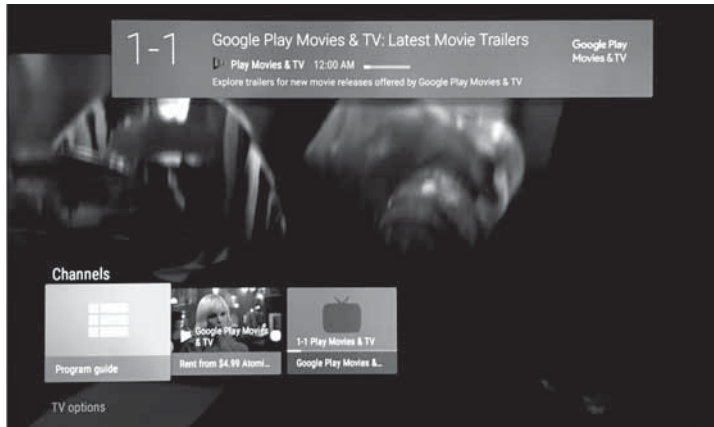 1-1
Google Play Movies & TV: Latest Movie Trailers
Play Movies & TV 12:00 AM
Explore trailers for new movie releases offered by Google Play Movies & TV
Google Play
Movies & TV
Channels
Program guide
Google Play Movies
& TV
Rent from $4.99 Atomi...
1-1 Play Movies & TV
Google Play Movies &...
TV options